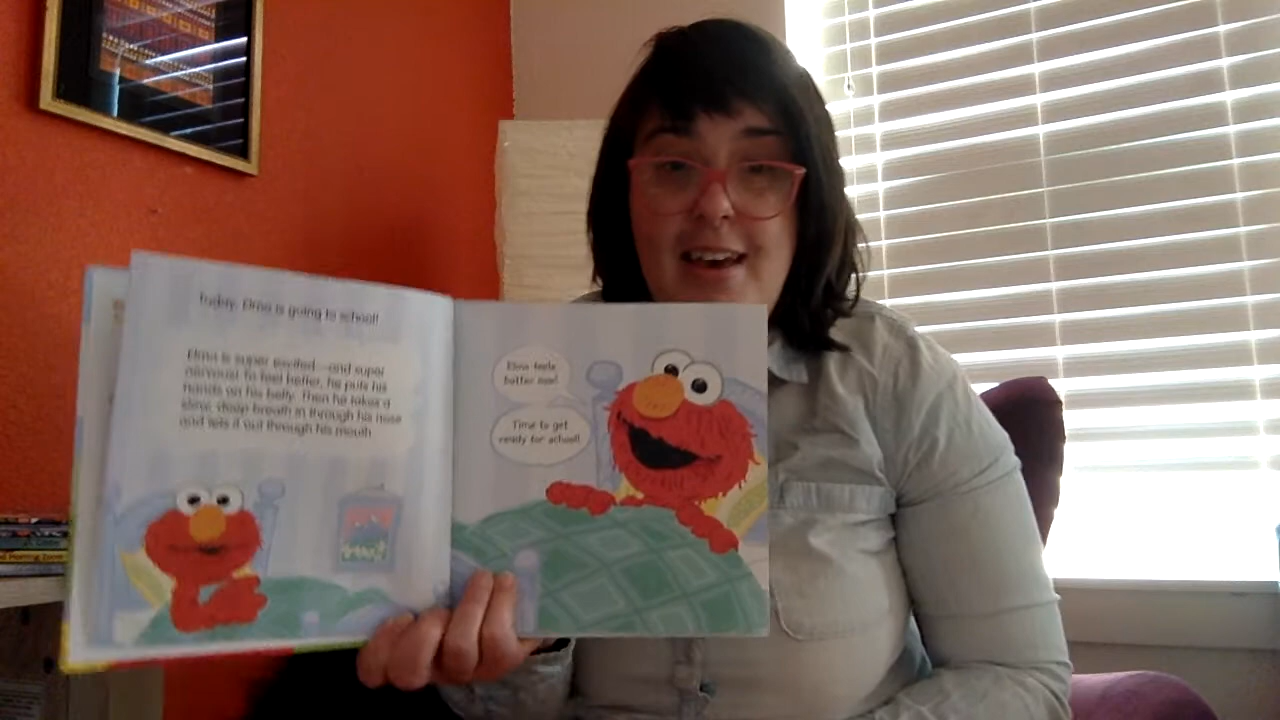 Today, Elmo is going to school!
Elmo is super excited—and super
nervous! To feel better, he puts his
hands on his belly. Then he takes a
slow, deep breath in through his nose
and lets it out through his mouth.
Elmo feels
better now!
Time to get
ready for school!